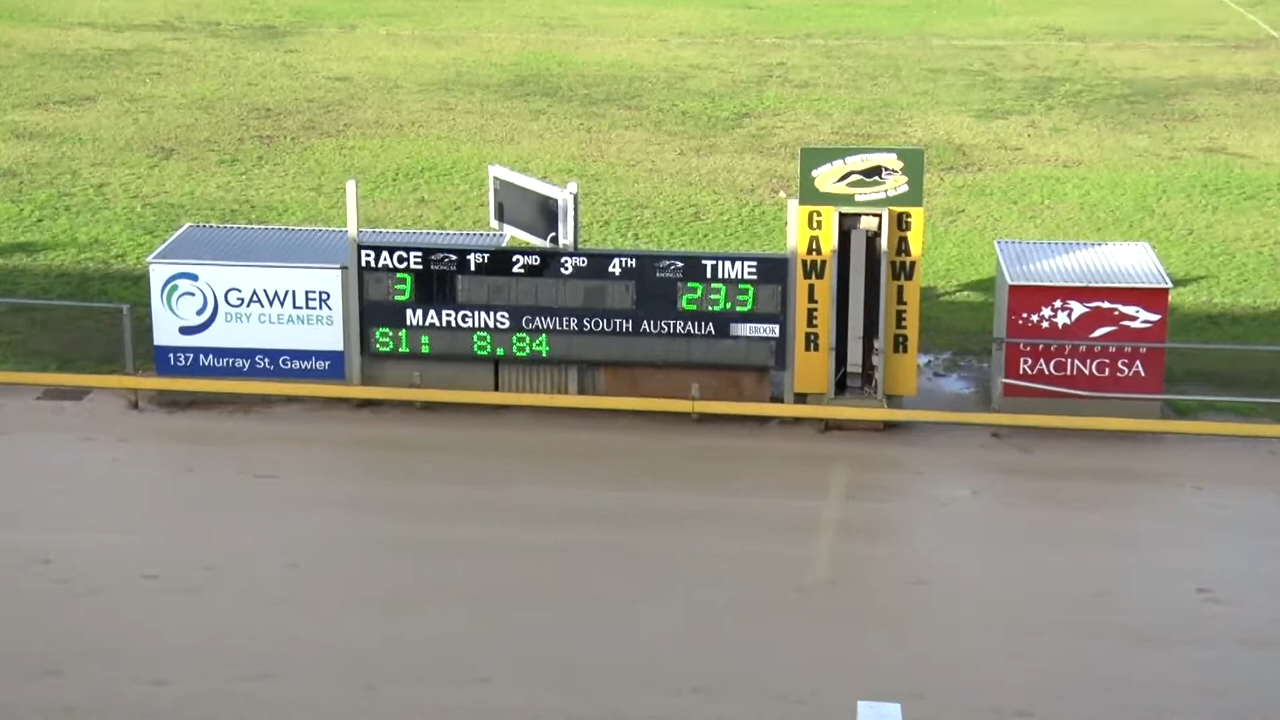 GAWLER
DRY CLEANERS
137 Murray St, Gawler
RACE 1ST 2ND 3RD 4TH TIME
3 23.3
MARGINS GAWLER SOUTH AUSTRALIA BROOK
S1: 8.84
GAWLER
GAWLER
Greyhound
RACING SA